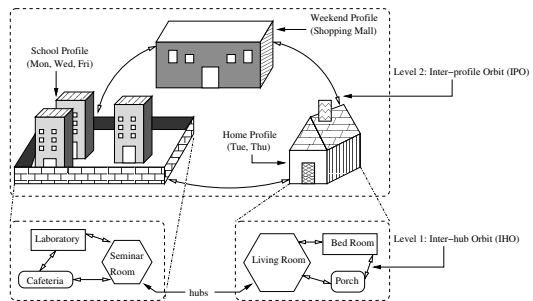 Weekend Profile
(Shopping Mall)
School Profile
(Mon, Wed, Fri)
Level 2: Inter-profile Orbit (IPO)
Home Profile
(Tue, Thu)
Laboratory
Seminar
Room
Cafeteria
hubs
Living Room
Bed Room
Porch
Level 1: Inter-hub Orbit (IHO)